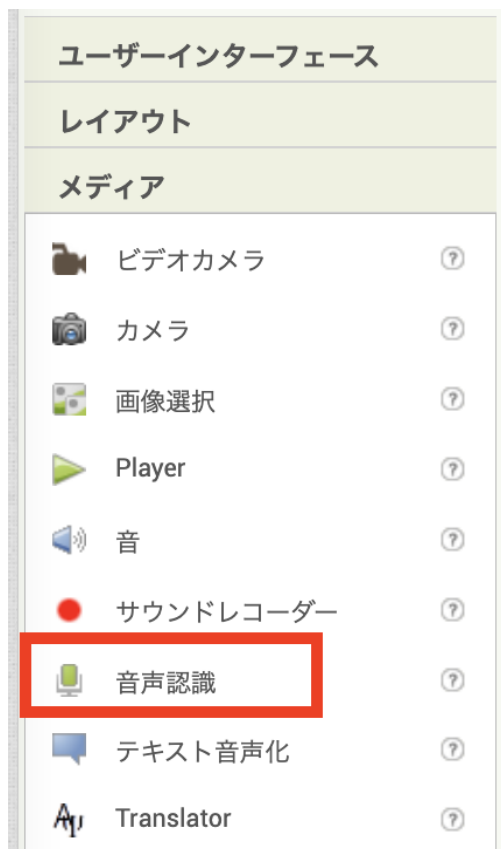 ユーザーインターフェース
レイアウト
メディア
ビデオカメラ ?
カメラ ?
画像選択 ?
Player ?
音 ?
サウンドレコーダー ?
音声認識 ?
テキスト音声化 ?
Translator ?